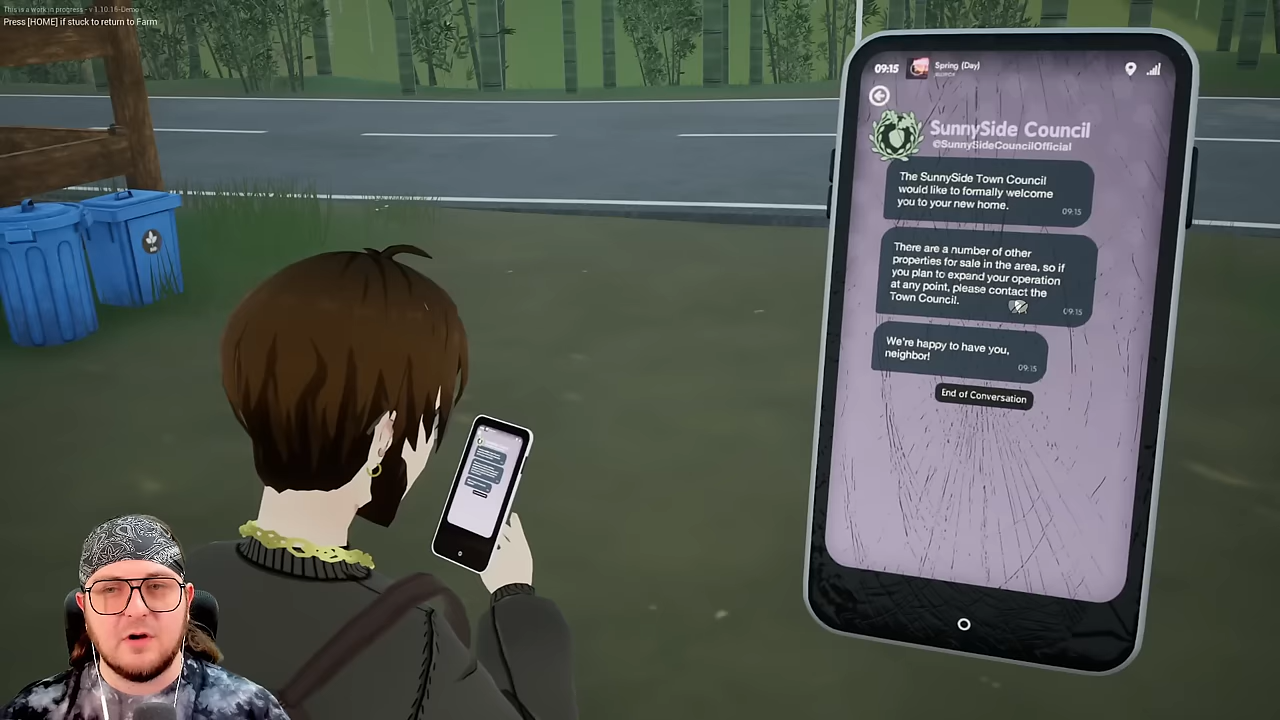 This is a work in progress - v 1.10.16-Demo
Press [HOME] if stuck to return to Farm
09:15
Spring (Day)
SunnySide Council
@SunnySideCouncilOfficial
The SunnySide Town Council
would like to formally welcome
you to your new home.
09:15
There are a number of other
properties for sale in the area, so if
you plan to expand your operation
at any point, please contact the
Town Council.
09:15
We're happy to have you,
neighbor!
09:15
End of Conversation